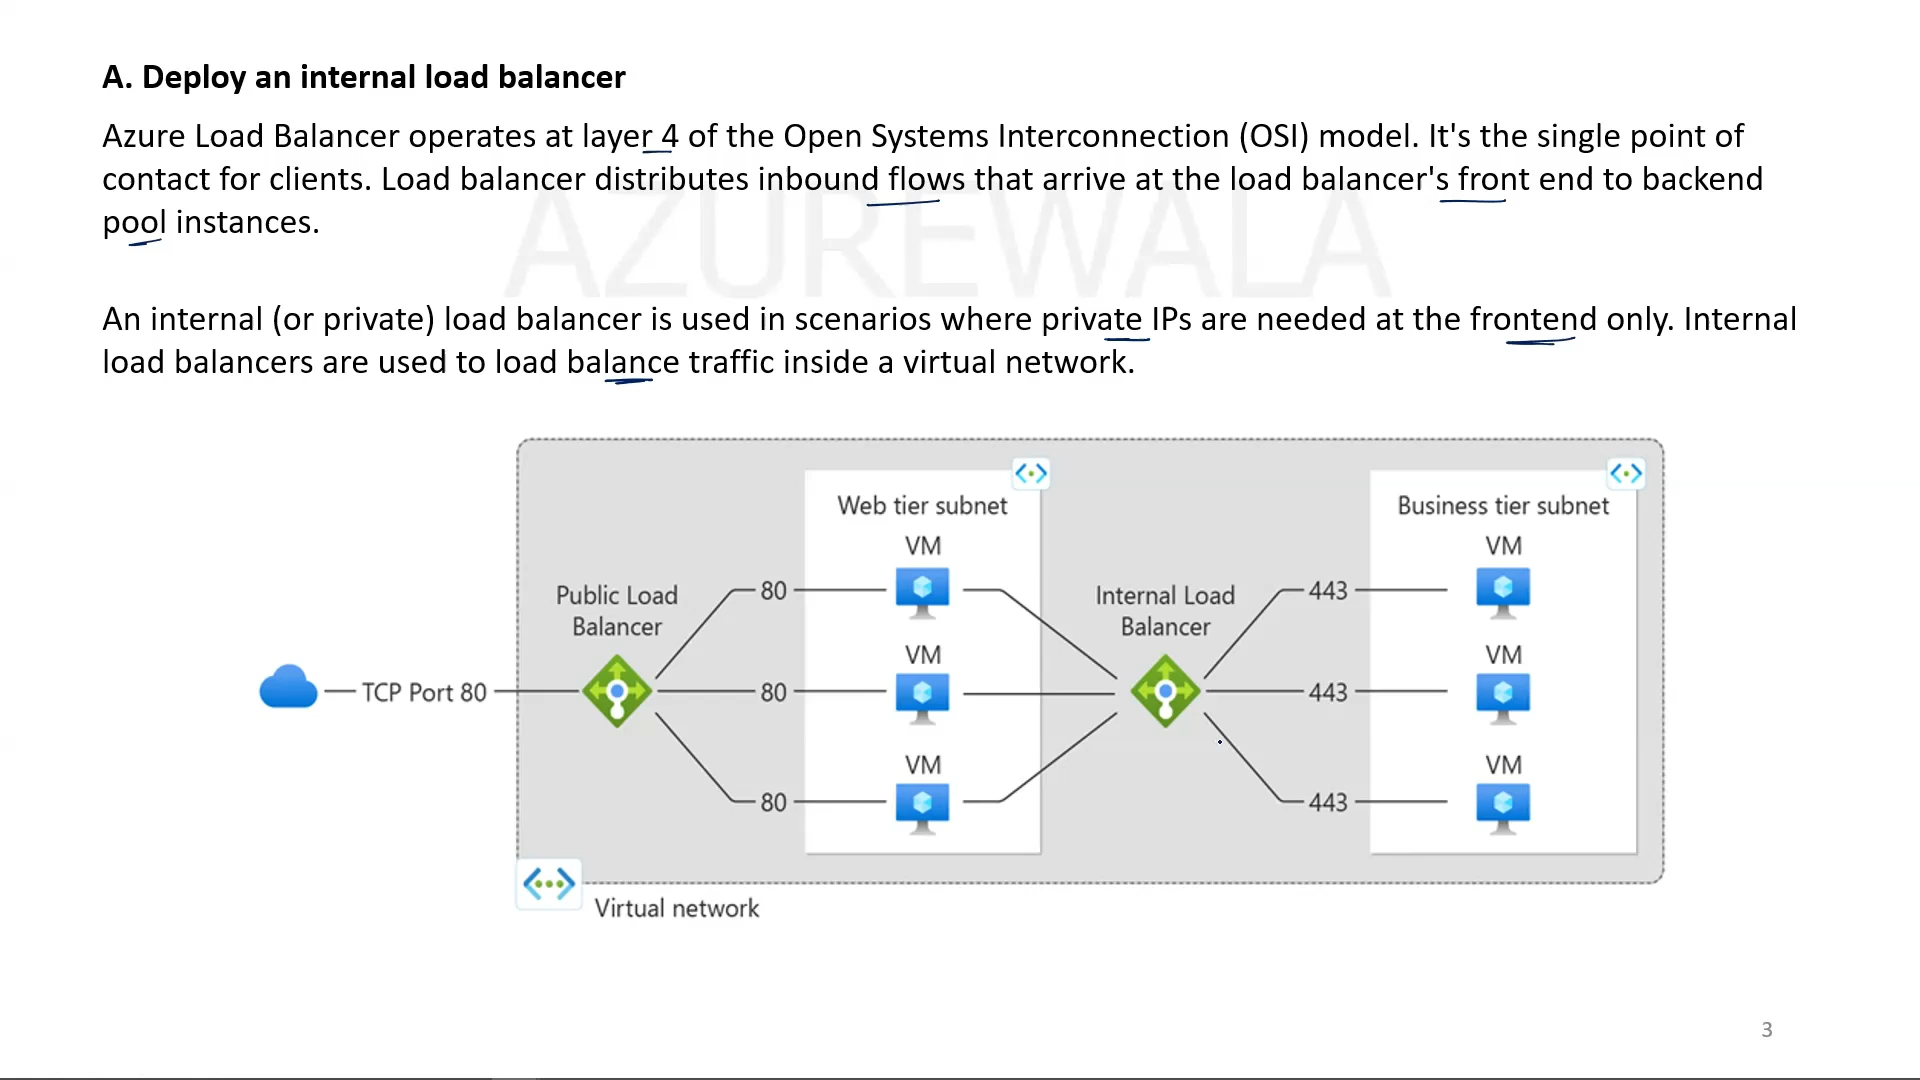 A. Deploy an internal load balancer
Azure Load Balancer operates at layer 4 of the Open Systems Interconnection (OSI) model. It's the single point of
contact for clients. Load balancer distributes inbound flows that arrive at the load balancer's front end to backend
pool instances.
AZUREWALA
An internal (or private) load balancer is used in scenarios where private IPs are needed at the frontend only. Internal
load balancers are used to load balance traffic inside a virtual network.
Web tier subnet
Business tier subnet
VM
VM
Public Load
Balancer
80
Internal Load
Balancer
443
VM
VM
TCP Port 80
80
443
VM
VM
80
443
Virtual network
3